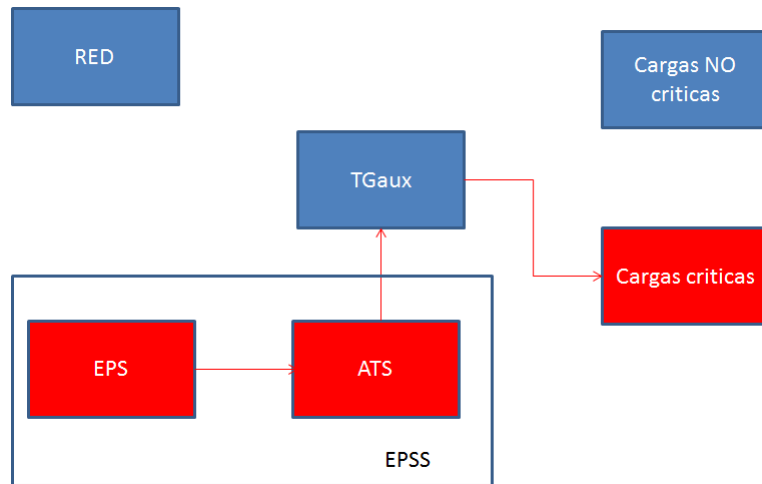 RED
Cargas NO
criticas
TGaux
Cargas criticas
EPS
ATS
EPSS